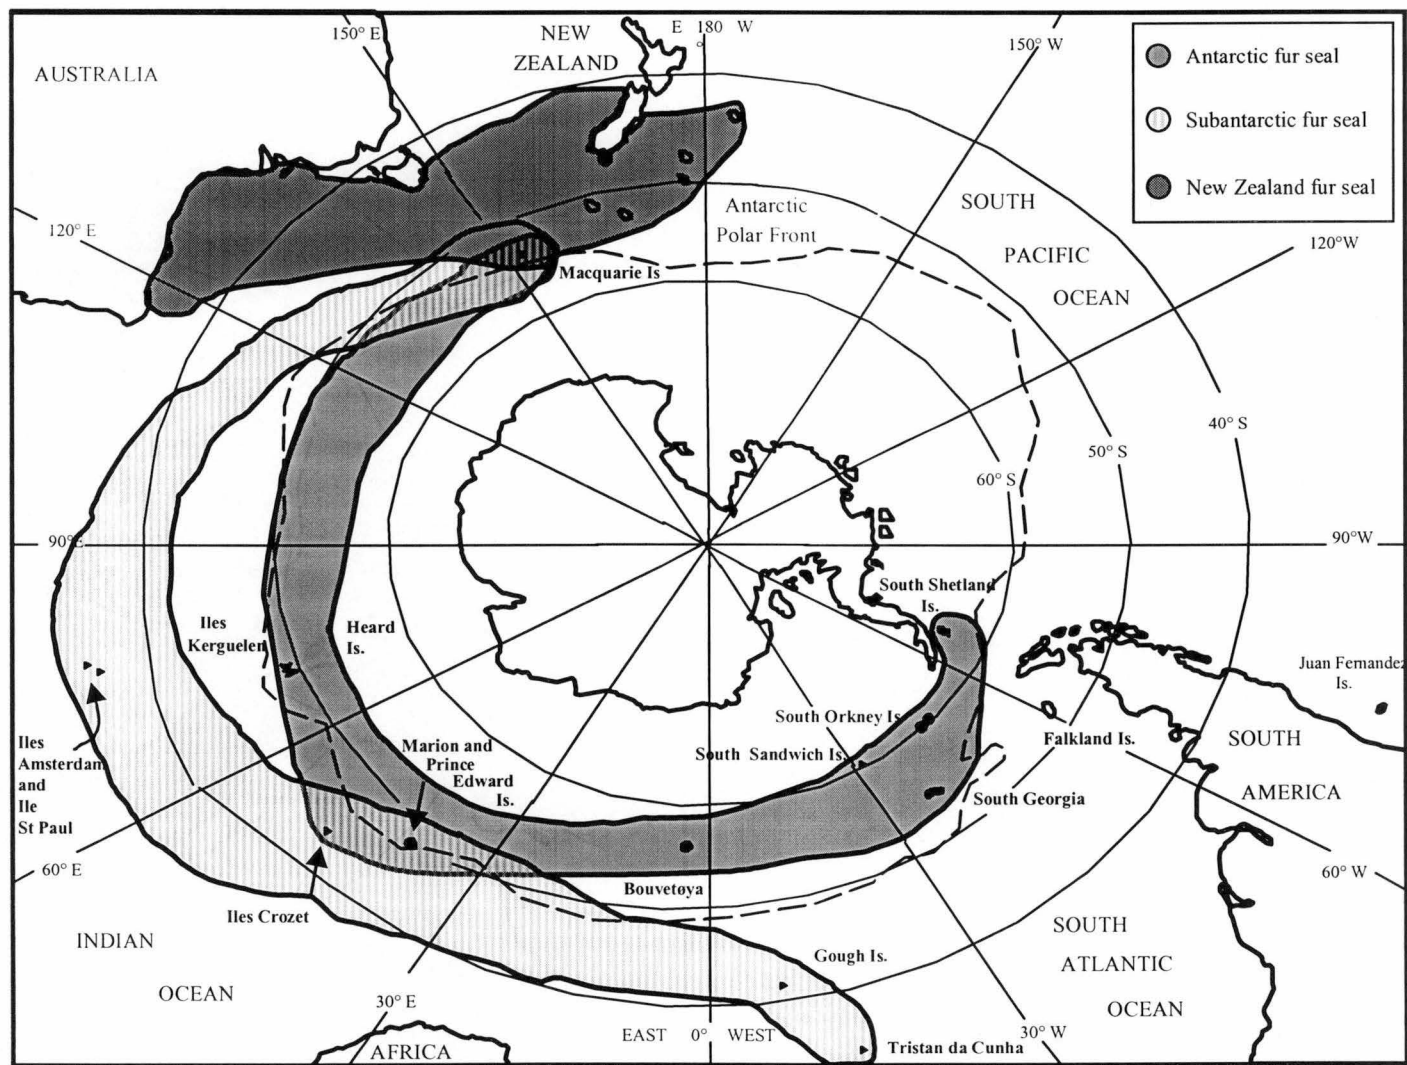 150° E
NEW
ZEALAND
E 180 W
°
150° W
AUSTRALIA
Antarctic fur seal
Subantarctic fur seal
New Zealand fur seal
120° E
Antarctic
Polar Front
SOUTH
PACIFIC
OCEAN
120°W
Macquarie Is
40° S
50° S
60° S
90°E
90°W
South Shetland
Is.
Iles
Kerguelen
Heard
Is.
Juan Fernandez
Is.
South Orkney Is
South Sandwich Is.
Falkland Is.
SOUTH
AMERICA
Iles
Amsterdam
and
Ile
St Paul
Marion and
Prince
Edward
Is.
South Georgia
60° E
60° W
Bouvetøya
Iles Crozet
INDIAN
OCEAN
Gough Is.
SOUTH
ATLANTIC
OCEAN
30° E
EAST 0° WEST
30° W
AFRICA
Tristan da Cunha